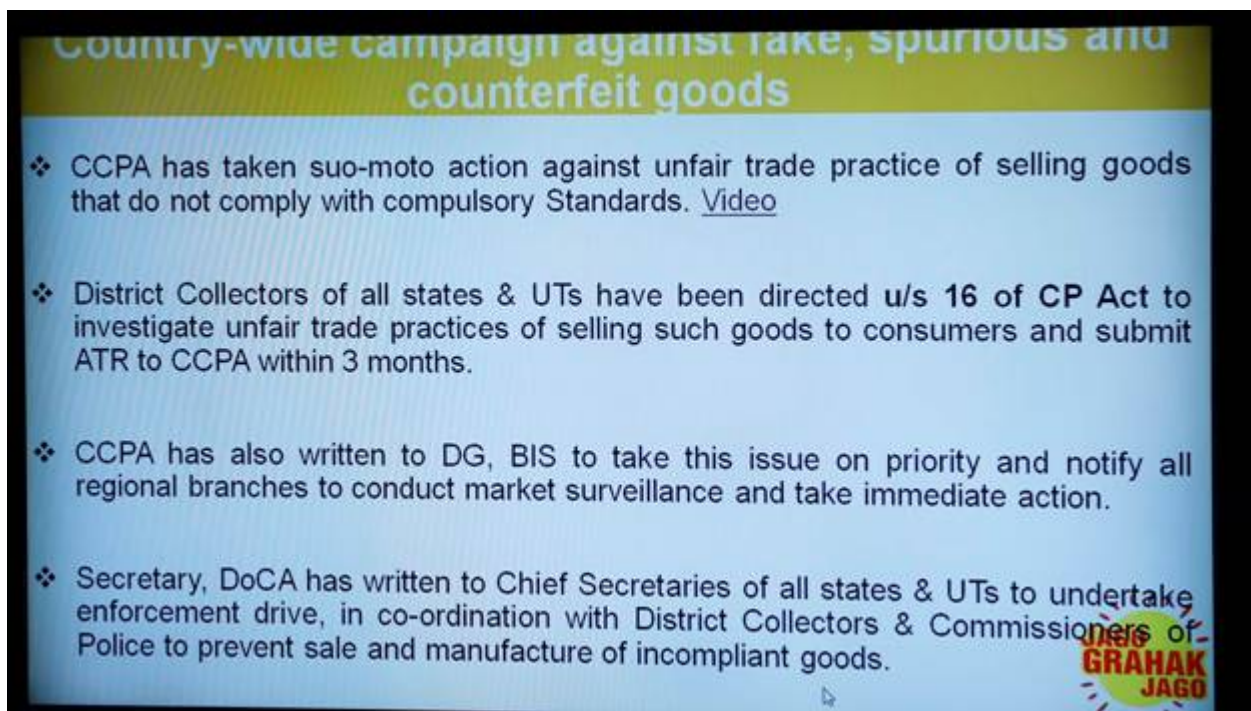 Country-wide campaign against fake, spurious and
counterfeit goods
❖ CCPA has taken suo-moto action against unfair trade practice of selling goods
that do not comply with compulsory Standards. Video
❖ District Collectors of all states & UTs have been directed u/s 16 of CP Act to
investigate unfair trade practices of selling such goods to consumers and submit
ATR to CCPA within 3 months.
❖ CCPA has also written to DG, BIS to take this issue on priority and notify all
regional branches to conduct market surveillance and take immediate action.
❖ Secretary, DoCA has written to Chief Secretaries of all states & UTs to undertake
enforcement drive, in co-ordination with District Collectors & Commissioners of
Police to prevent sale and manufacture of incompliant goods.
JAGO
GRAHAK
JAGO